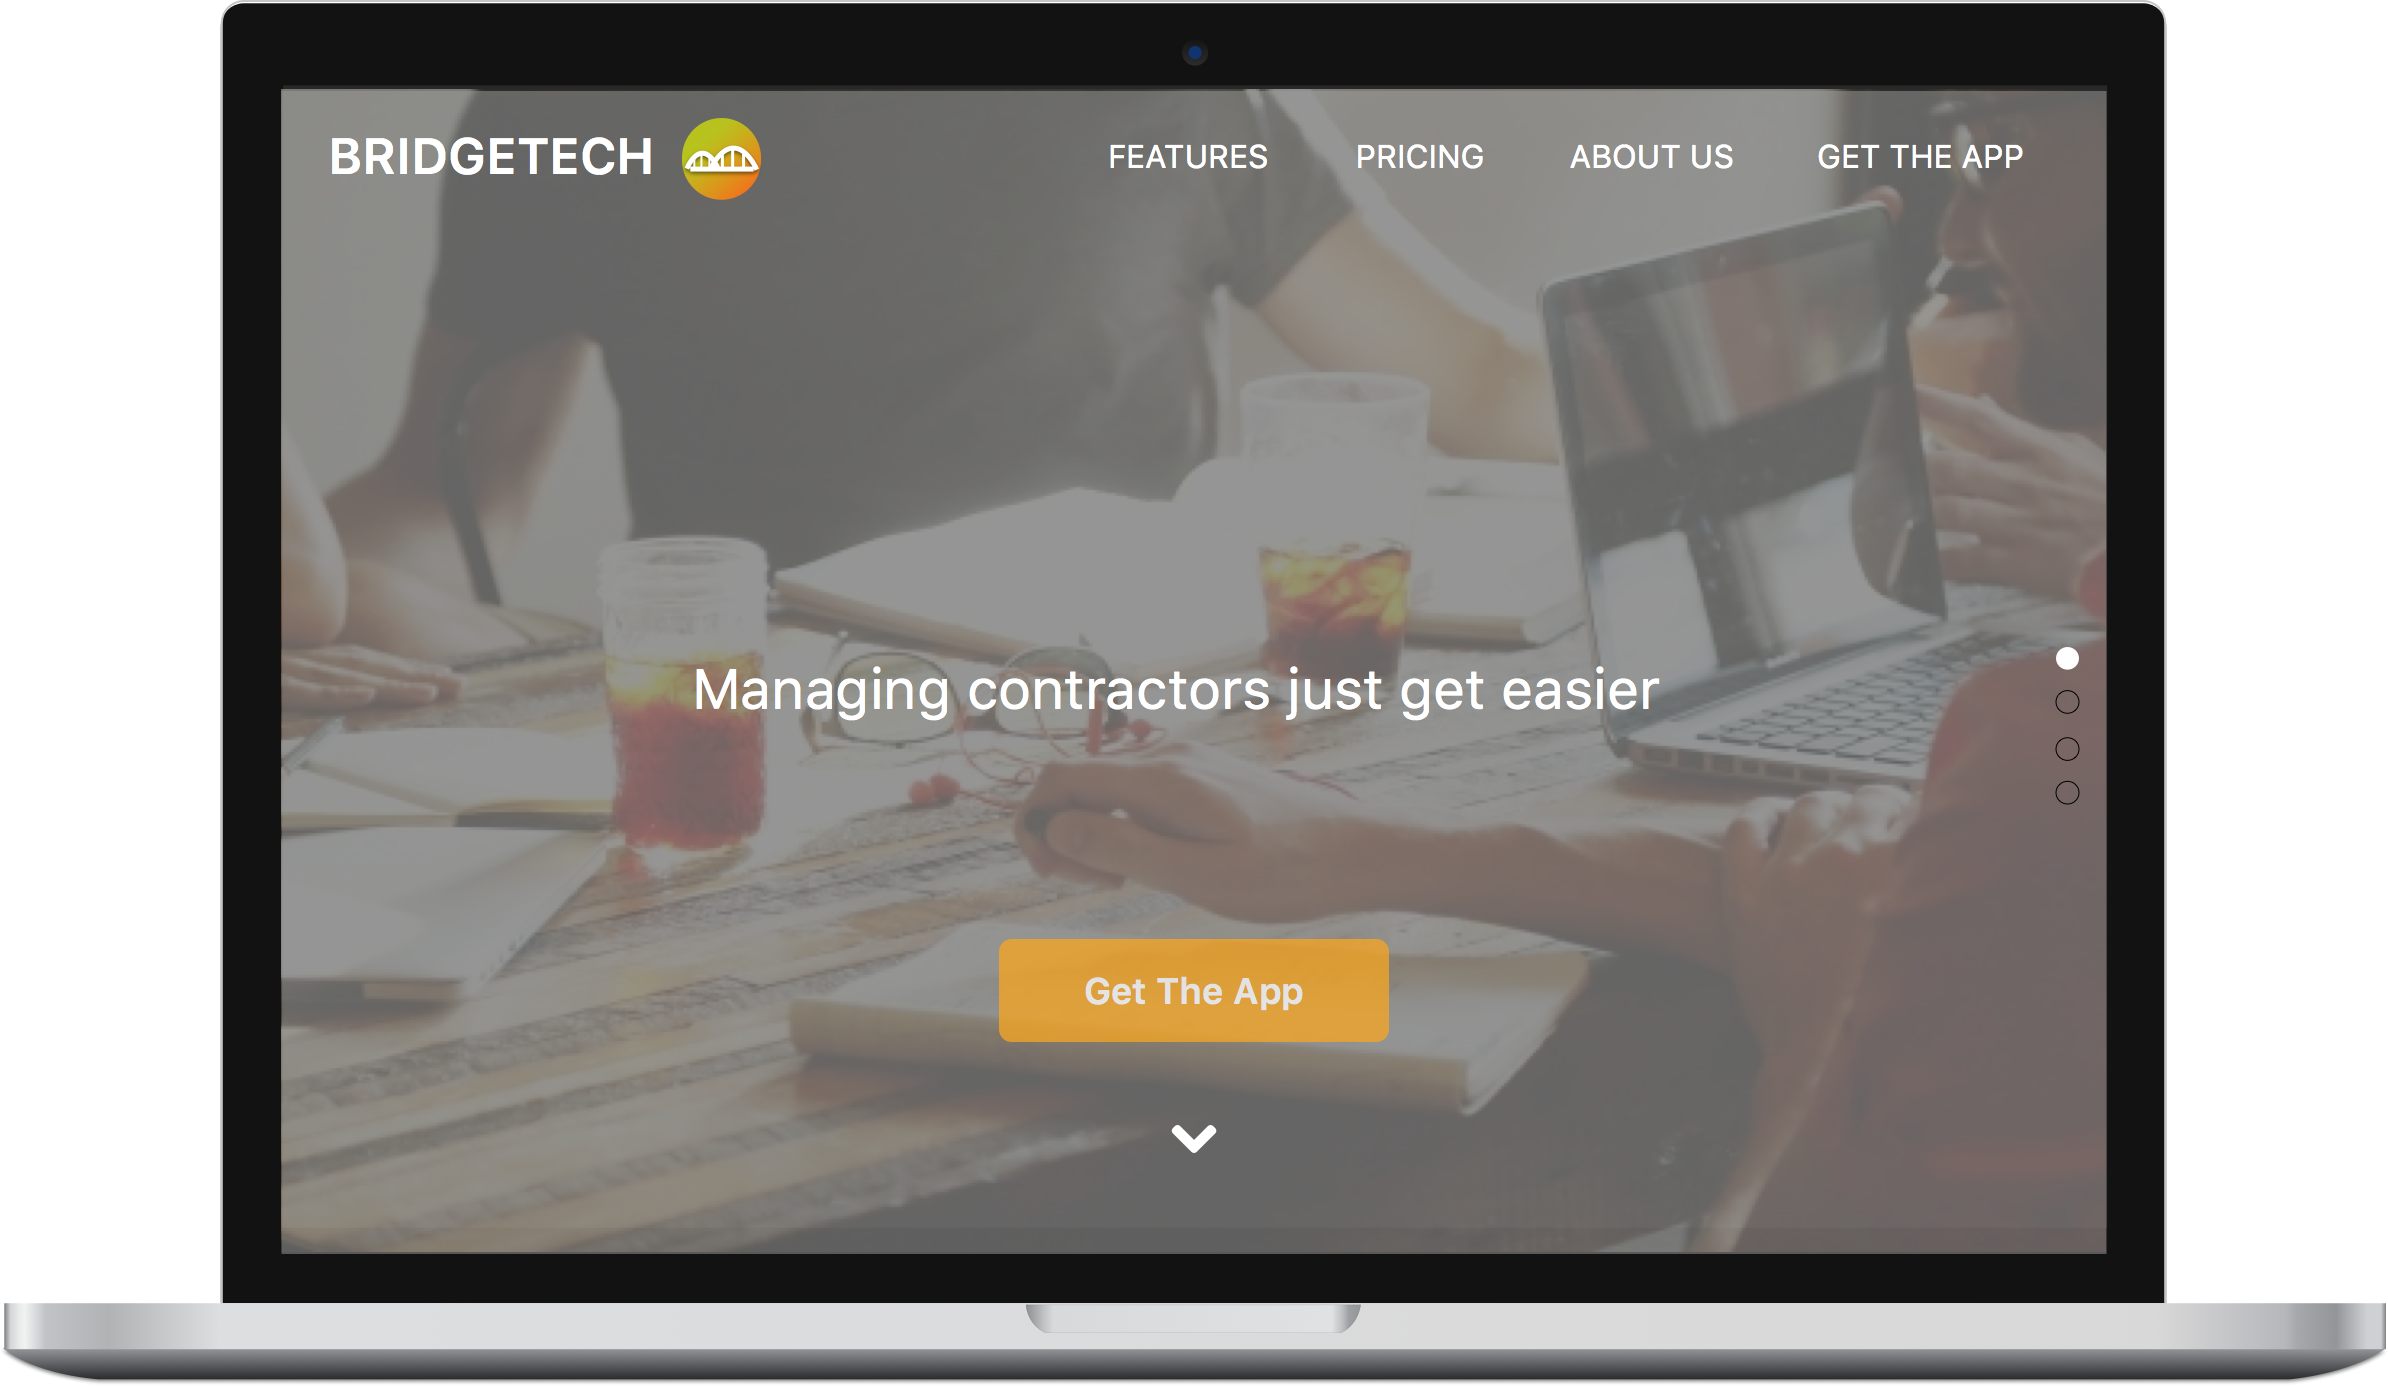 BRIDGETECH
FEATURES PRICING ABOUT US GET THE APP
Managing contractors just get easier
Get The App